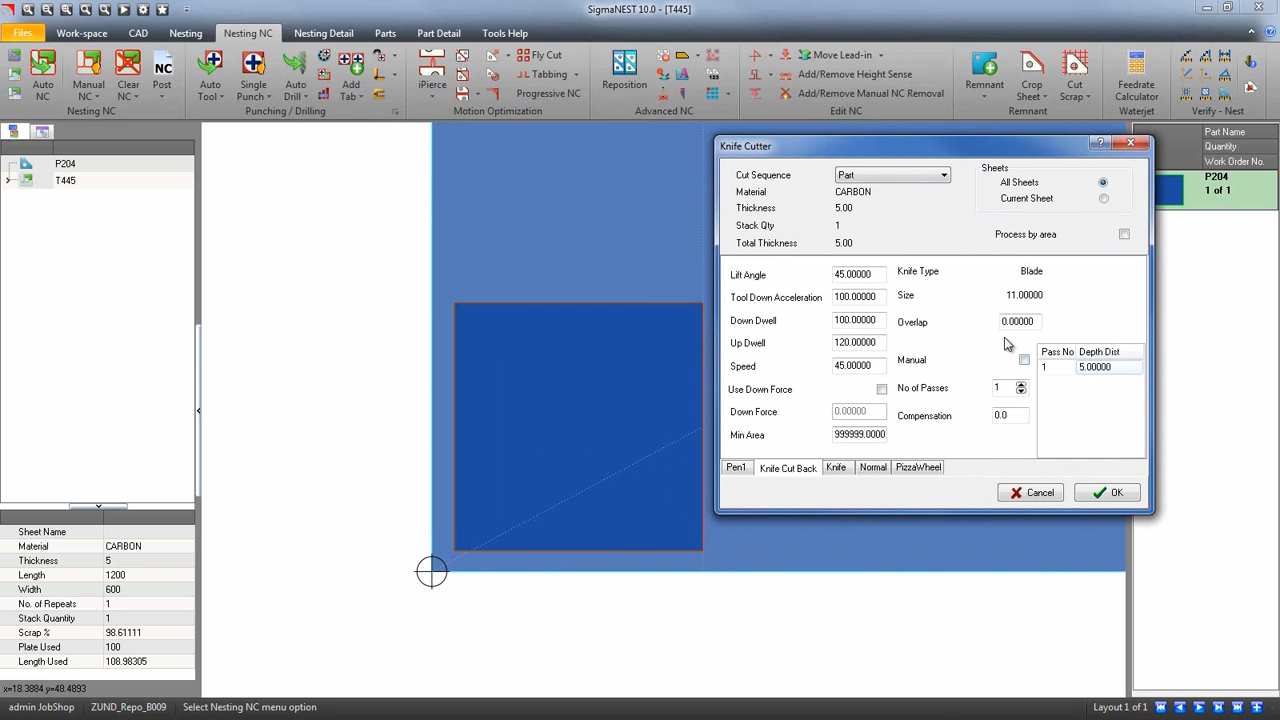 SigmaNEST 10.0 - [T445]
Files
Work-space
CAD
Nesting
Nesting NC
Nesting Detail
Parts
Part Detail
Tools Help
Auto NC
Manual NC
Clear NC
NC Post
Nesting NC
Auto Tool
Single Punch
Auto Drill
Add Tab
Punching / Drilling
iPierce
Fly Cut
Tabbing
Progressive NC
Motion Optimization
Reposition
Advanced NC
Move Lead-in
Add/Remove Height Sense
Add/Remove Manual NC Removal
Edit NC
Remnant
Crop Sheet
Cut Scrap
Remnant
Feedrate Calculator
Waterjet
Verify - Nest
P204
T445
Sheet Name
Material CARBON
Thickness 5
Length 1200
Width 600
No. of Repeats 1
Stack Quantity 1
Scrap % 98.61111
Plate Used 100
Length Used 108.98305
x=18.3884 y=48.4893
Knife Cutter
Cut Sequence Part
Material CARBON
Thickness 5.00
Stack Qty 1
Total Thickness 5.00
Sheets
All Sheets
Current Sheet
Process by area
Lift Angle 45.00000
Tool Down Acceleration 100.00000
Down Dwell 100.00000
Up Dwell 120.00000
Speed 45.00000
Use Down Force
Down Force 0.00000
Min Area 999999.0000
Knife Type Blade
Size 11.00000
Overlap 0.00000
Manual
No of Passes 1
Compensation 0.0
Pass No Depth Dist
1 5.00000
Pen1 Knife Cut Back Knife Normal PizzaWheel
Cancel OK
Part Name
Quantity
Work Order No.
P204
1 of 1
admin JobShop ZUND_Repo_B009 Select Nesting NC menu option Layout 1 of 1